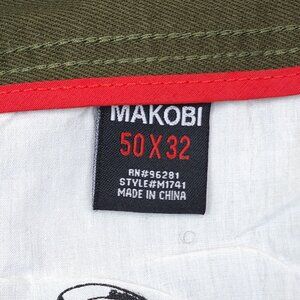 MAKOBI
50 X 32
RN#96281
STYLE#M1741
MADE IN CHINA